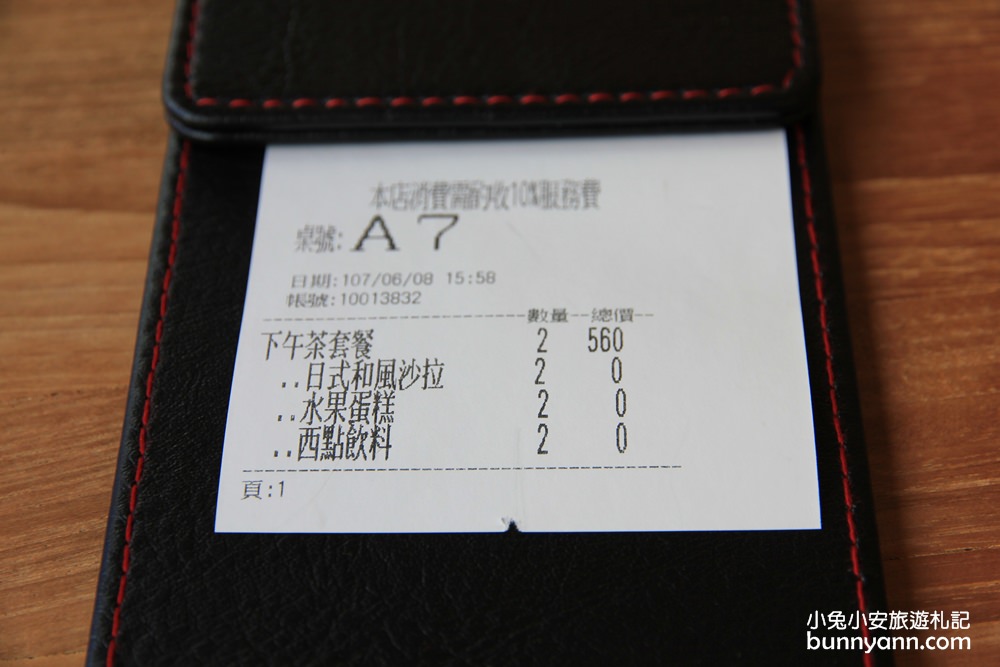 本店消費需酌收10%服務費
桌號: A 7
日期:107/06/08 15:58
帳號:10013832
數量--總價--
下午茶套餐 2 560
..日式和風沙拉 2 0
..水果蛋糕 2 0
..西點飲料 2 0
頁:1
小兔小安旅遊札記
bunnyann.com